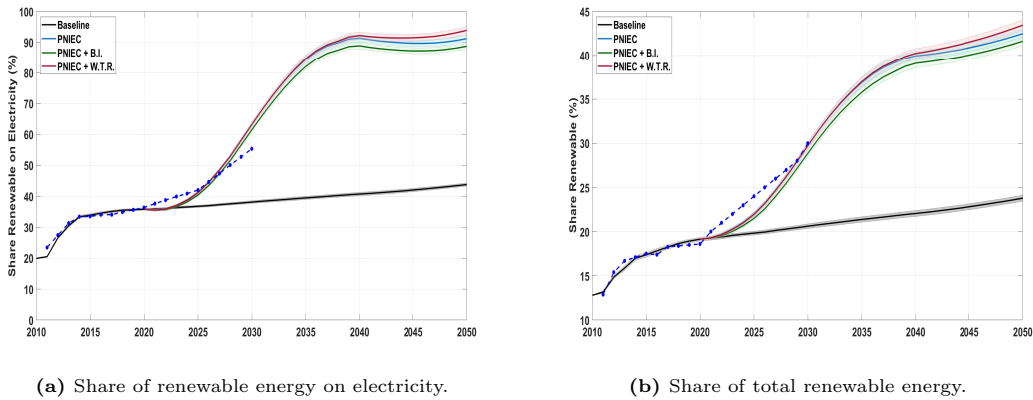 Share Renewable on Electricity (%)
100
90
80
70
60
50
40
30
20
10
0
Baseline
PNIEC
PNIEC + B.I.
PNIEC + W.T.R.
2010 2015 2020 2025 2030 2035 2040 2045 2050
(a) Share of renewable energy on electricity.
Share Renewable (%)
45
40
35
30
25
20
15
10
Baseline
PNIEC
PNIEC + B.I.
PNIEC + W.T.R.
2010 2015 2020 2025 2030 2035 2040 2045 2050
(b) Share of total renewable energy.